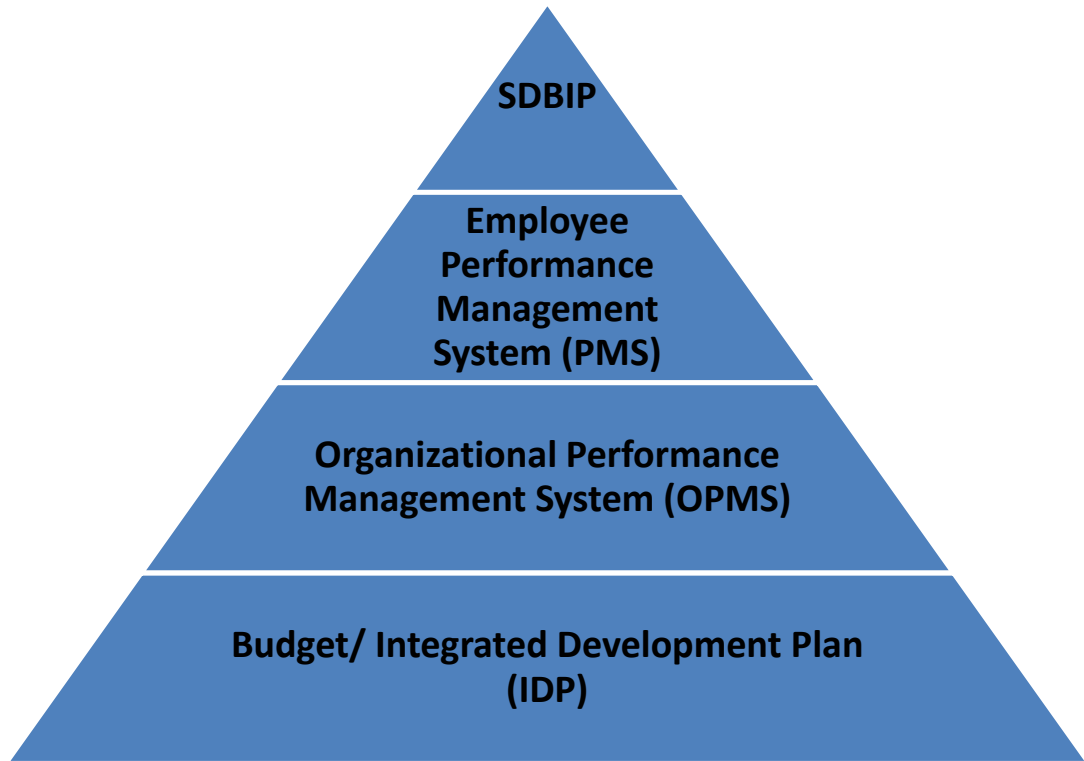 SDBIP
Employee
Performance
Management
System (PMS)
Organizational Performance
Management System (OPMS)
Budget/ Integrated Development Plan
(IDP)